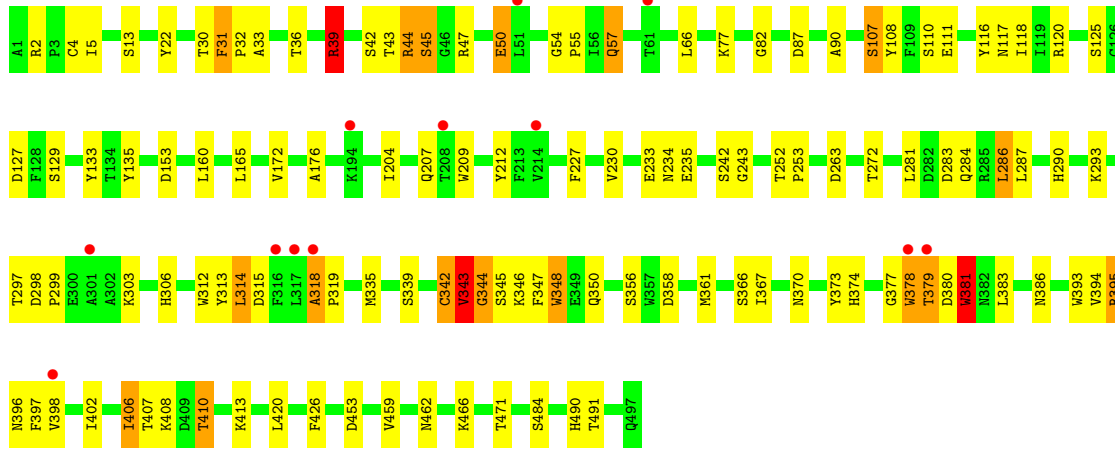 A1 R2 P3 C4 I5 S13 Y22 T30 F31 P32 A33 T36 R39 S42 T43 R44 S45 G46 R47 E50 L51 G54 P55 I56 Q57 T61 L66 K77 G82 D87 A90 S107 Y108 F109 S110 E111 Y116 N117 I118 I119 R120 S125 G126
D127 F128 S129 Y133 T134 Y135 D153 L160 L165 V172 A176 K194 I204 Q207 T208 W209 Y212 F213 V214 F227 V230 E233 N234 E235 S242 G243 T252 P253 D263 T272 L281 D282 D283 Q284 R285 L286 L287 H290 K293
T297 D298 P299 E300 A301 A302 K303 H306 W312 Y313 L314 D315 F316 L317 A318 P319 M335 S339 C342 V343 G344 S345 K346 F347 W348 E349 Q350 S356 W357 D358 M361 S366 I367 N370 Y373 H374 G377 W378 T379 D380 W381 N382 L383 N386 W393 V394
N396 F397 V398 I402 I406 T407 K408 D409 T410 K413 L420 F426 D453 V459 N462 K466 T471 S484 H490 T491 Q497